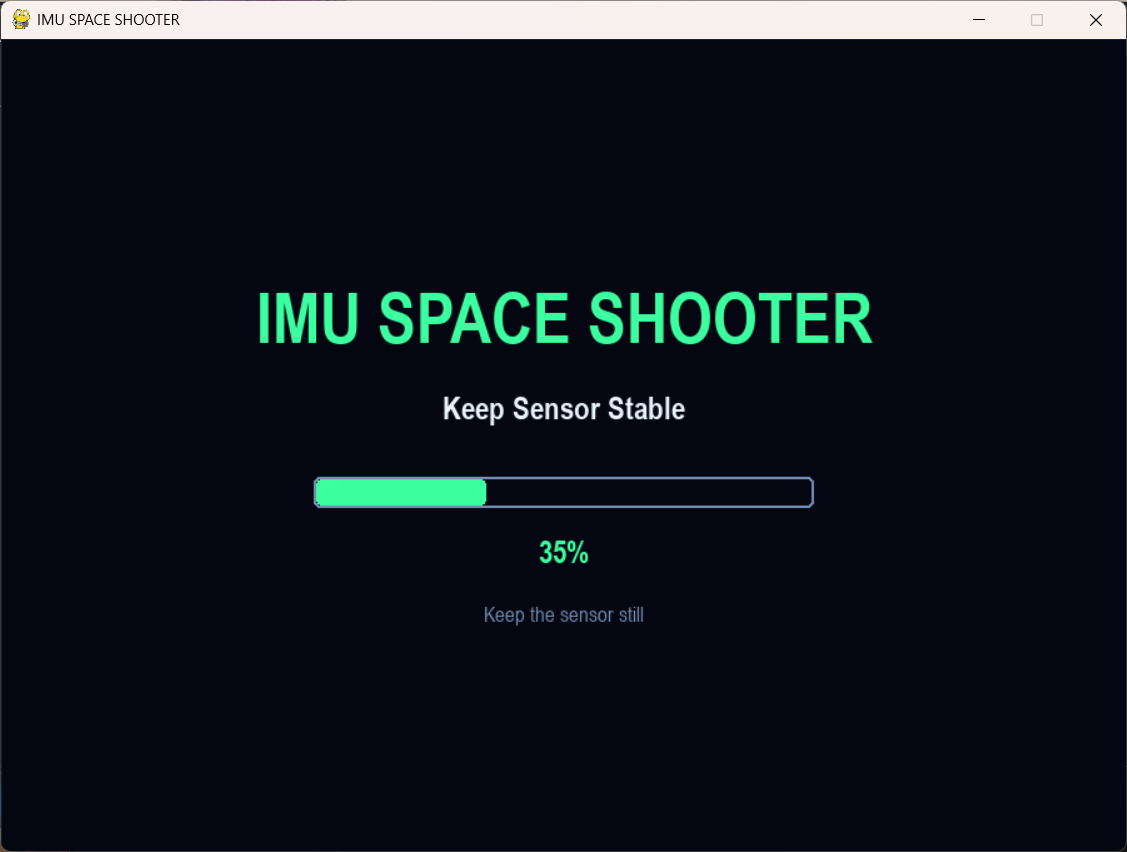 IMU SPACE SHOOTER
IMU SPACE SHOOTER
Keep Sensor Stable
35%
Keep the sensor still